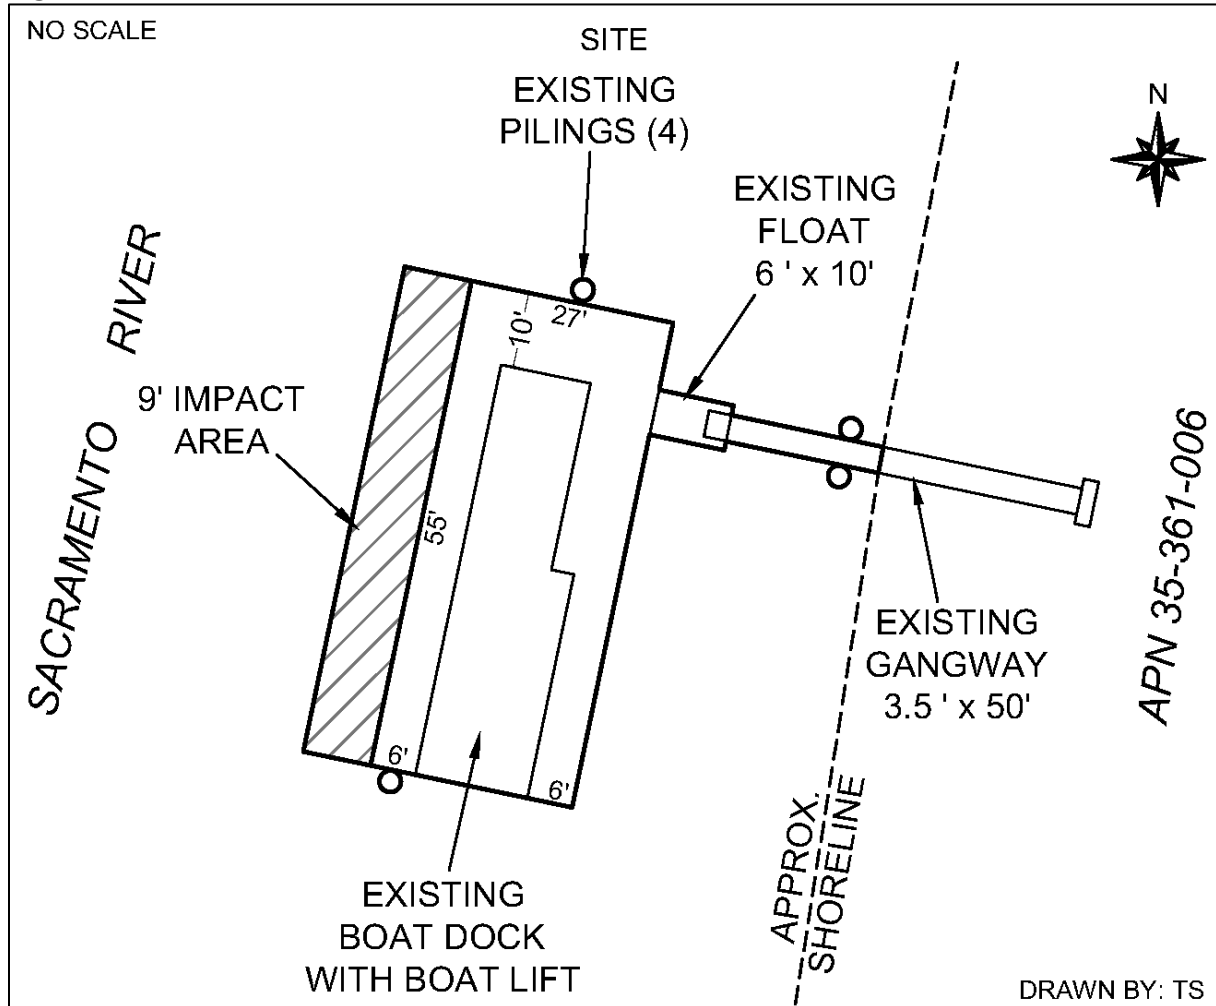 NO SCALE
SITE
N
EXISTING
PILINGS (4)
EXISTING
FLOAT
6 ' x 10'
SACRAMENTO RIVER
9' IMPACT
AREA
27'
10'
55'
6'
6'
EXISTING
GANGWAY
3.5 ' x 50'
APN 35-361-006
APPROX.
SHORELINE
EXISTING
BOAT DOCK
WITH BOAT LIFT
DRAWN BY: TS